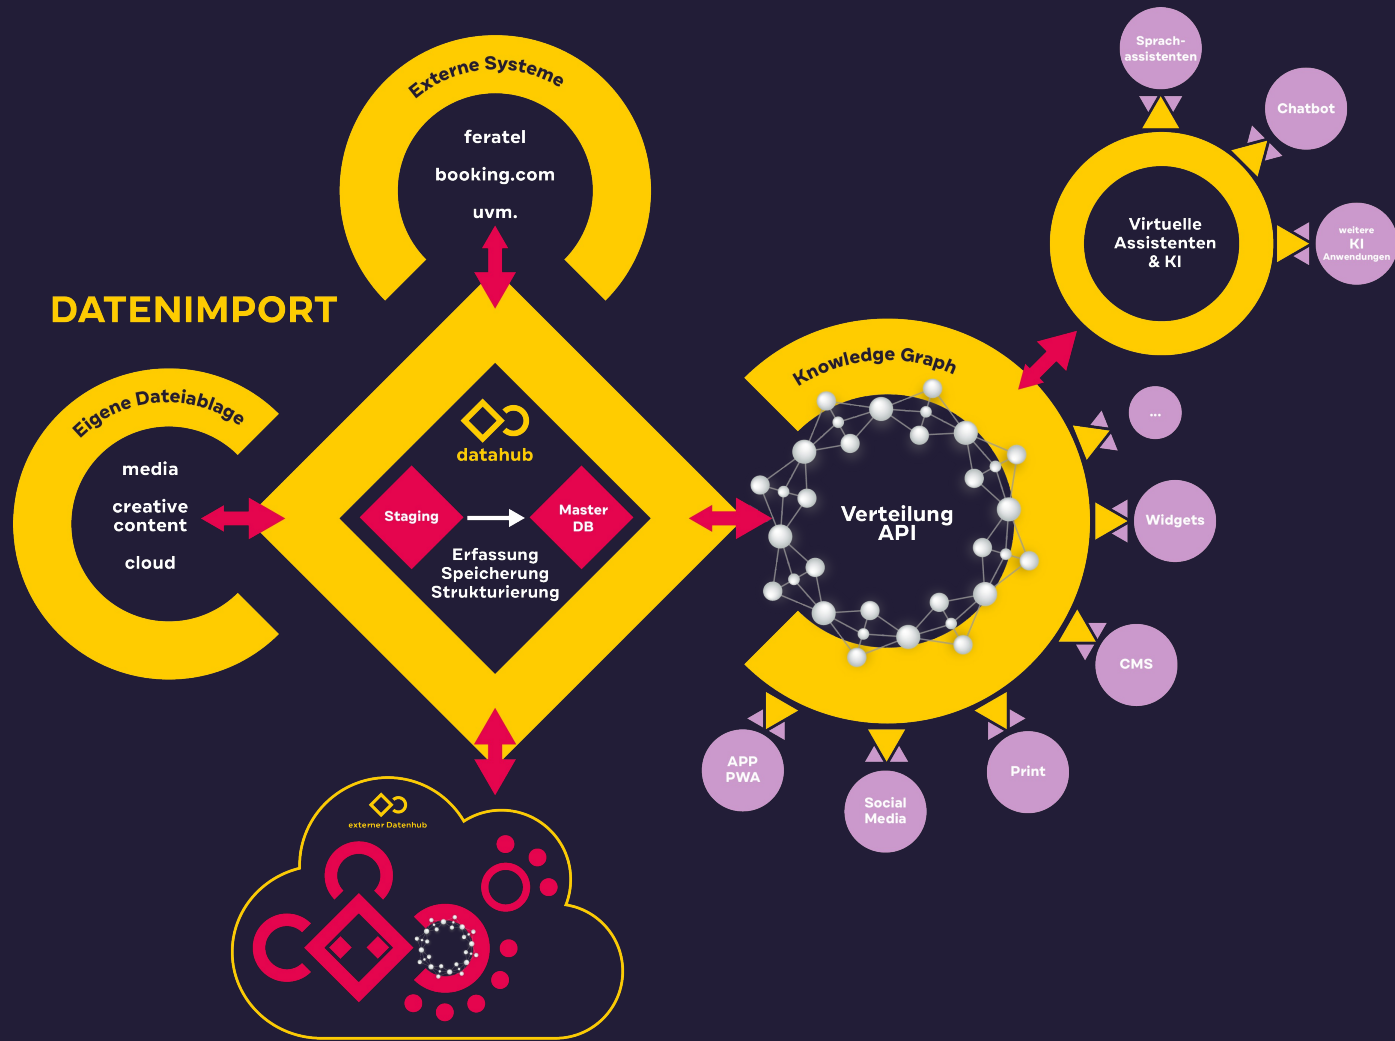 Externe Systeme
feratel
booking.com
uvm.
DATENIMPORT
Eigene Dateiablage
media
creative
content
cloud
datahub
Staging
Master
DB
Erfassung
Speicherung
Strukturierung
externer Datenhub
Knowledge Graph
Verteilung
API
Virtuelle
Assistenten
& KI
Sprach-
assistenten
Chatbot
weitere
KI
Anwendungen
...
Widgets
CMS
Print
Social
Media
APP
PWA